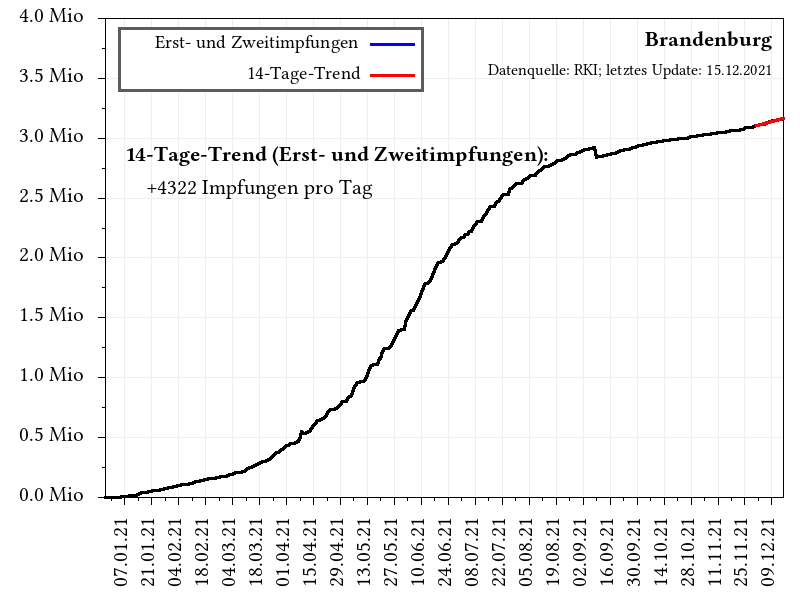 4.0 Mio
3.5 Mio
3.0 Mio
2.5 Mio
2.0 Mio
1.5 Mio
1.0 Mio
0.5 Mio
0.0 Mio
Erst- und Zweitimpfungen
14-Tage-Trend
Brandenburg
Datenquelle: RKI; letztes Update: 15.12.2021
14-Tage-Trend (Erst- und Zweitimpfungen):
+4322 Impfungen pro Tag
07.01.21
21.01.21
04.02.21
18.02.21
04.03.21
18.03.21
01.04.21
15.04.21
29.04.21
13.05.21
27.05.21
10.06.21
24.06.21
08.07.21
22.07.21
05.08.21
19.08.21
02.09.21
16.09.21
30.09.21
14.10.21
28.10.21
11.11.21
25.11.21
09.12.21